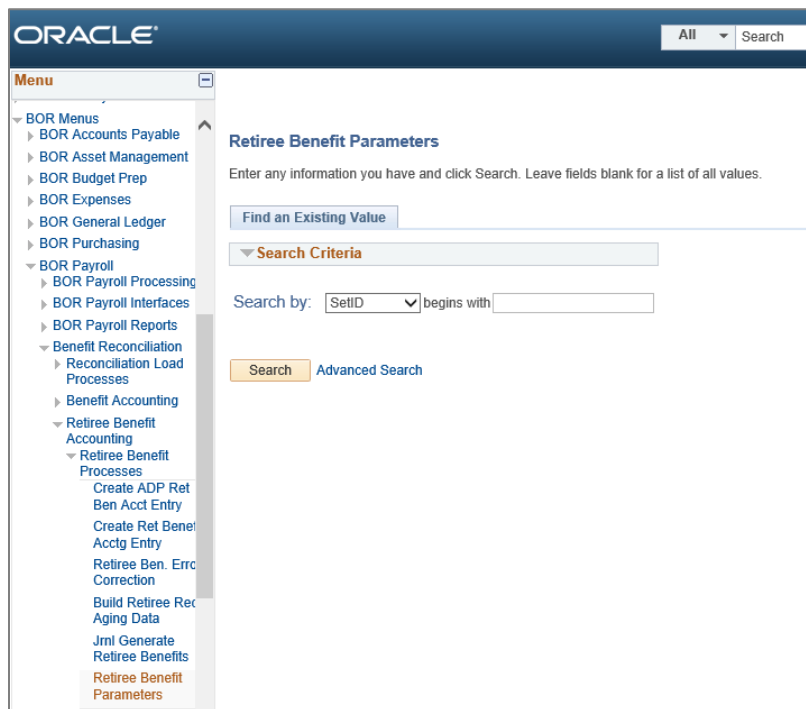 ORACLE
All
Search
Menu
BOR Menus
BOR Accounts Payable
BOR Asset Management
BOR Budget Prep
BOR Expenses
BOR General Ledger
BOR Purchasing
BOR Payroll
BOR Payroll Processing
BOR Payroll Interfaces
BOR Payroll Reports
Benefit Reconciliation
Reconciliation Load
Processes
Benefit Accounting
Retiree Benefit
Accounting
Retiree Benefit
Processes
Create ADP Ret
Ben Acct Entry
Create Ret Benef
Acctg Entry
Retiree Ben. Erro
Correction
Build Retiree Rec
Aging Data
Jrnl Generate
Retiree Benefits
Retiree Benefit
Parameters
Retiree Benefit Parameters
Enter any information you have and click Search. Leave fields blank for a list of all values.
Find an Existing Value
Search Criteria
Search by: SetID begins with
Search Advanced Search